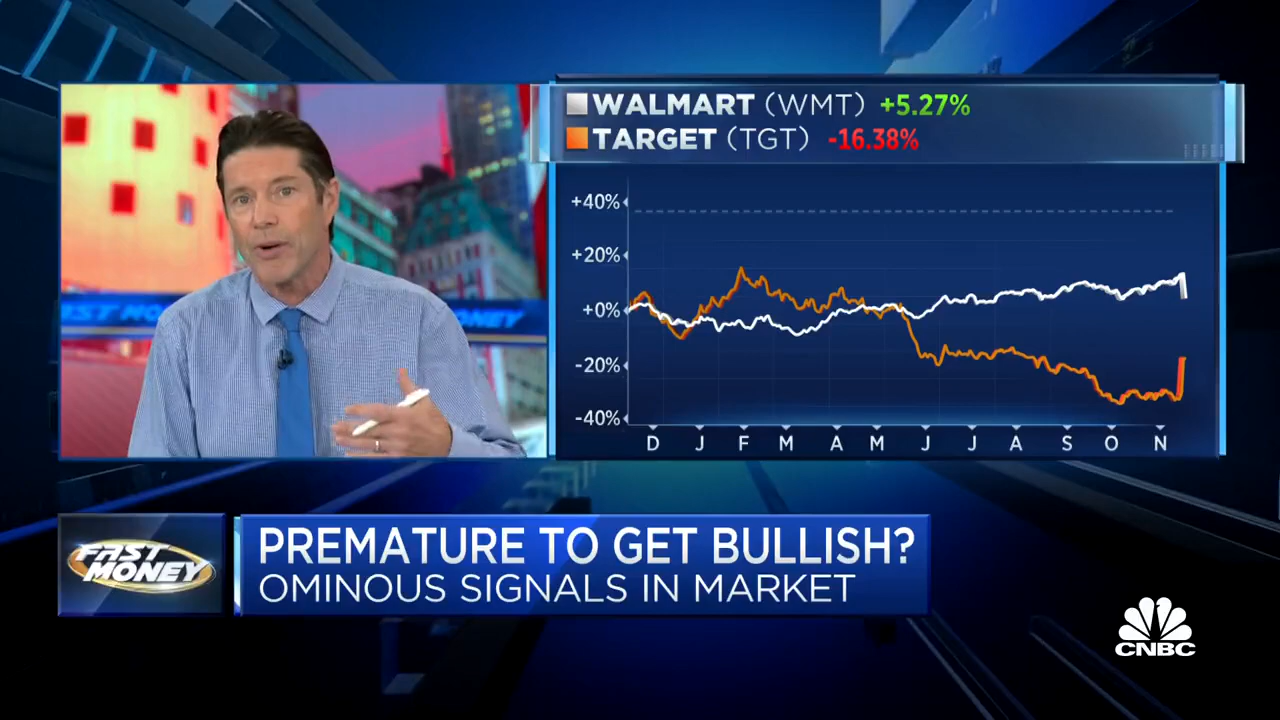 WALMART (WMT) +5.27%
TARGET (TGT) -16.38%
+40%
+20%
+0%
-20%
-40%
D J F M A M J J A S O N
MONEY
PREMATURE TO GET BULLISH?
OMINOUS SIGNALS IN MARKET
FAST
MONEY
CNBC